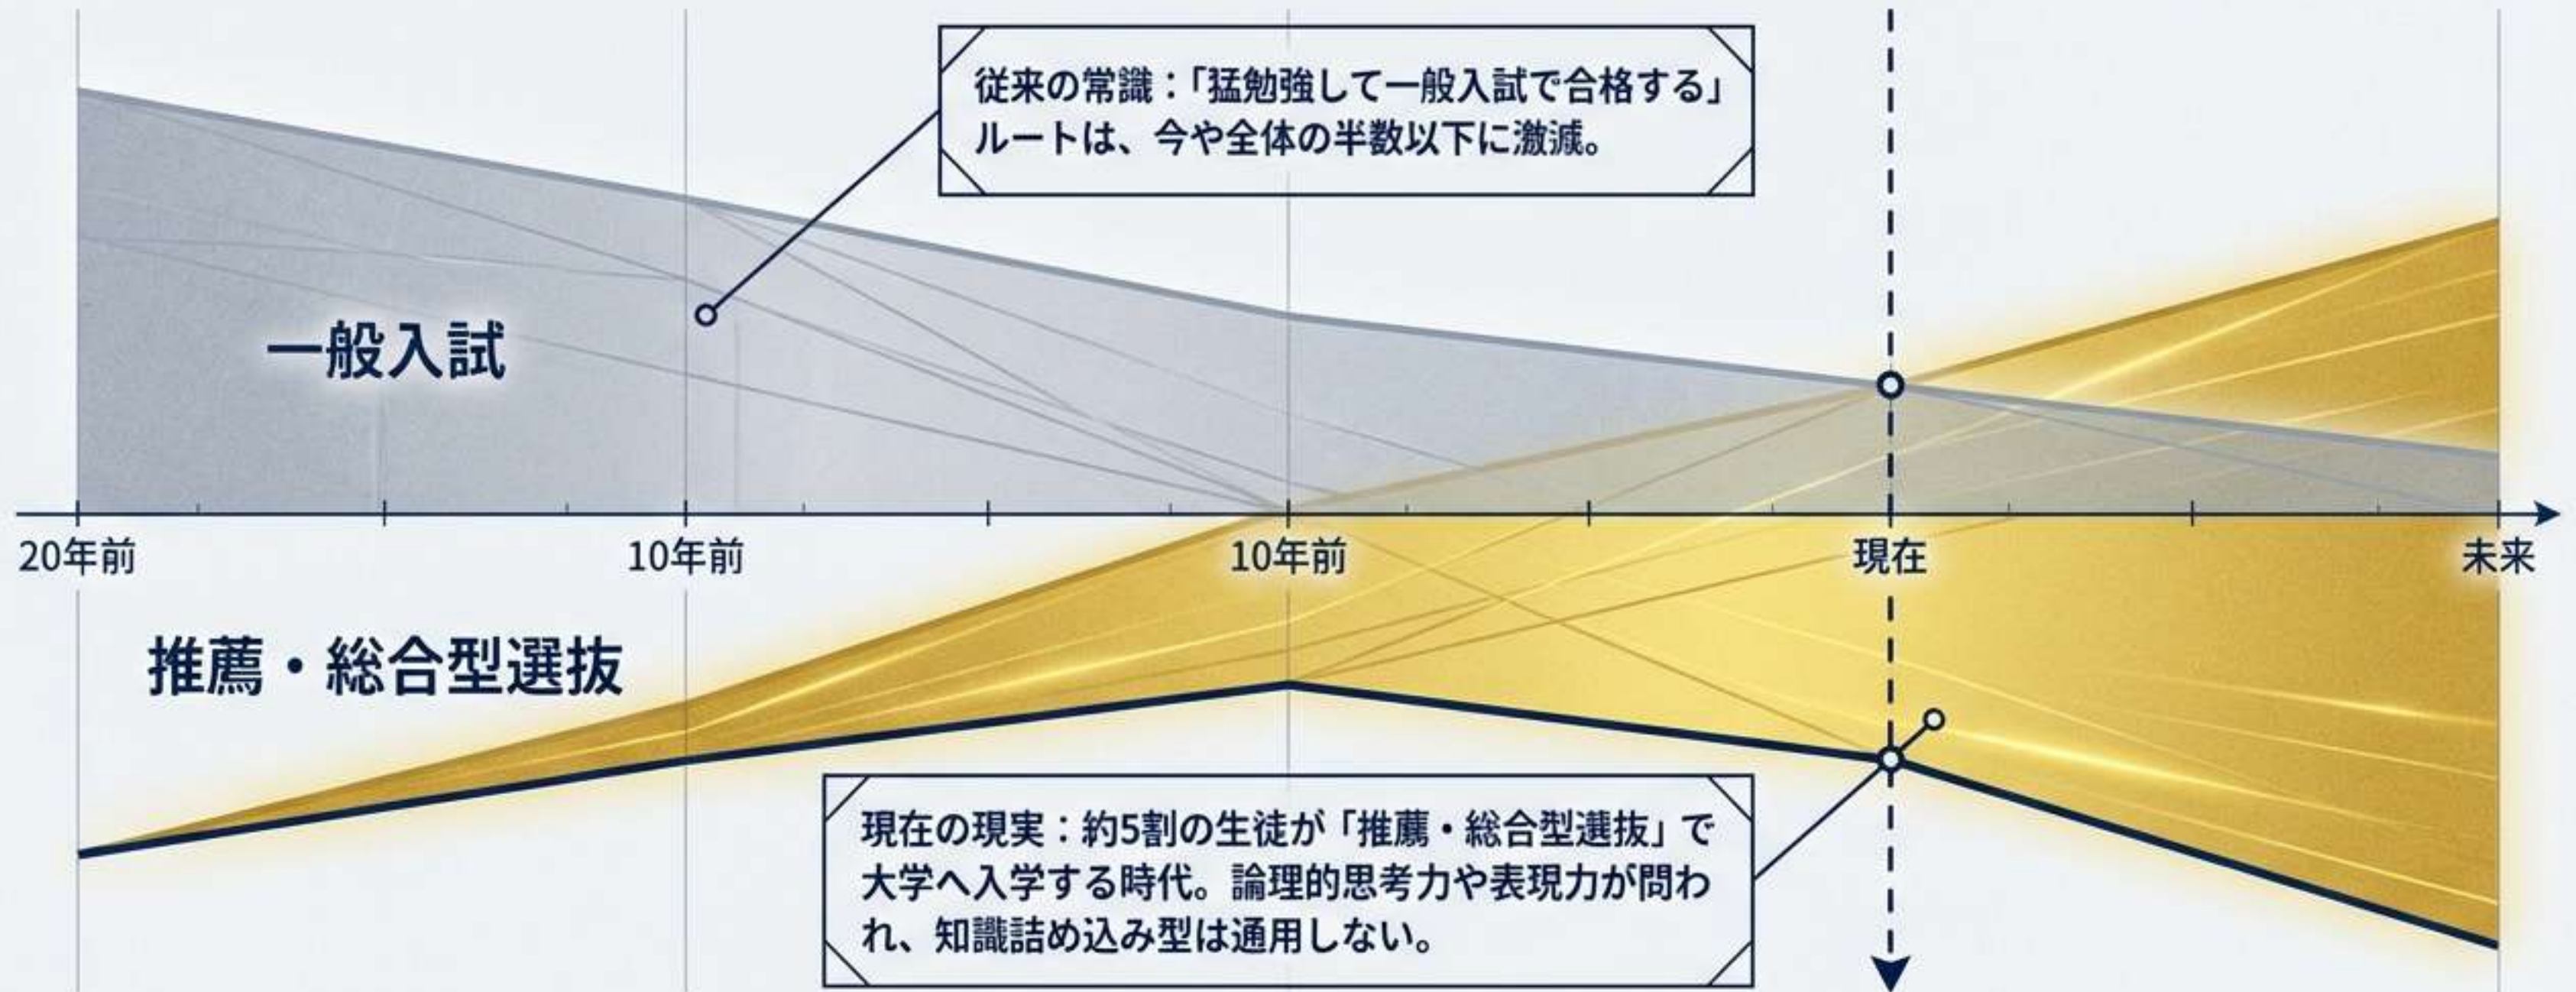 従来の常識：「猛勉強して一般入試で合格する」
ルートは、今や全体の半数以下に激減。
一般入試
20年前
10年前
10年前
現在
未来
推薦・総合型選抜
現在の現実：約5割の生徒が「推薦・総合型選抜」で
大学へ入学する時代。論理的思考力や表現力が問わ
れ、知識詰め込み型は通用しない。